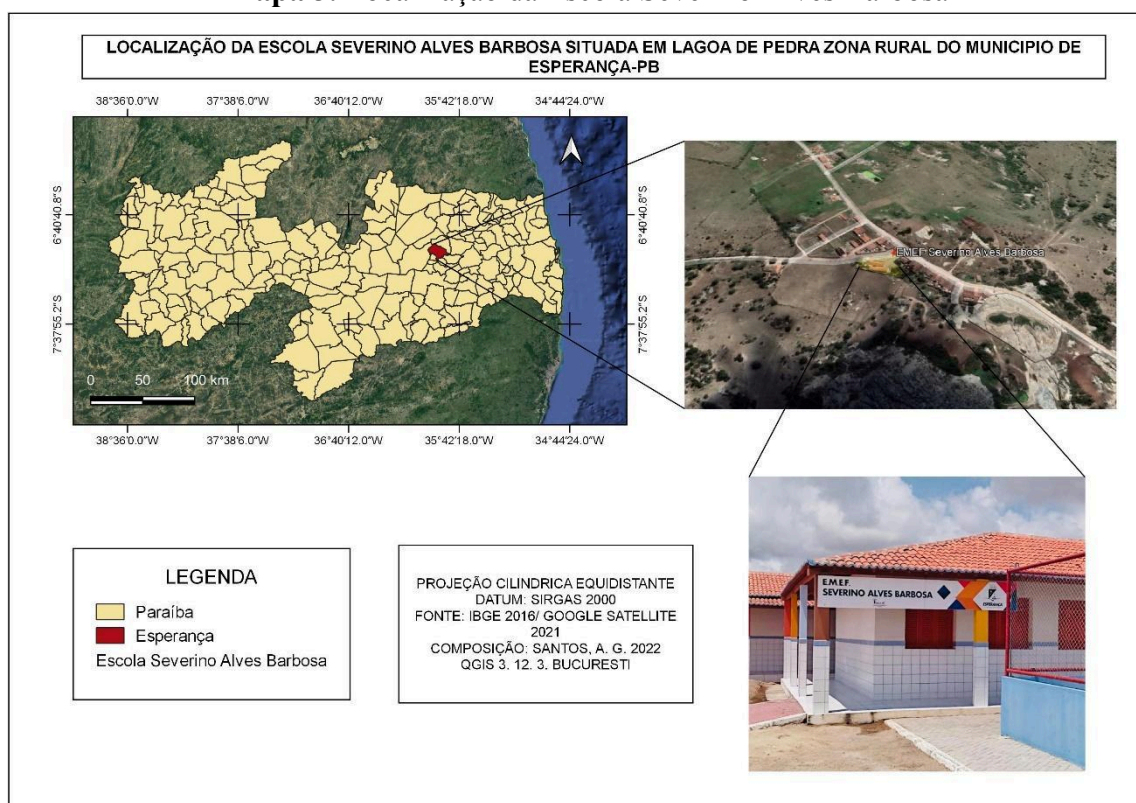 LOCALIZAÇÃO DA ESCOLA SEVERINO ALVES BARBOSA SITUADA EM LAGOA DE PEDRA ZONA RURAL DO MUNICIPIO DE
ESPERANÇA-PB
38°36'0.0"W 37°38'6.0"W 36°40'12.0"W 35°42'18.0"W 34°44'24.0"W
6°40'40.8"S
6°40'40.8"S
7°37'55.2"S
7°37'55.2"S
0 50 100 km
38°36'0.0"W 37°38'6.0"W 36°40'12.0"W 35°42'18.0"W 34°44'24.0"W
EMEF Severino Alves Barbosa
LEGENDA
Paraíba
Esperança
Escola Severino Alves Barbosa
PROJEÇÃO CILINDRICA EQUIDISTANTE
DATUM: SIRGAS 2000
FONTE: IBGE 2016/ GOOGLE SATELLITE
2021
COMPOSIÇÃO: SANTOS, A. G. 2022
QGIS 3. 12. 3. BUCURESTI
E.M.E.F.
SEVERINO ALVES BARBOSA
ESPERANÇA